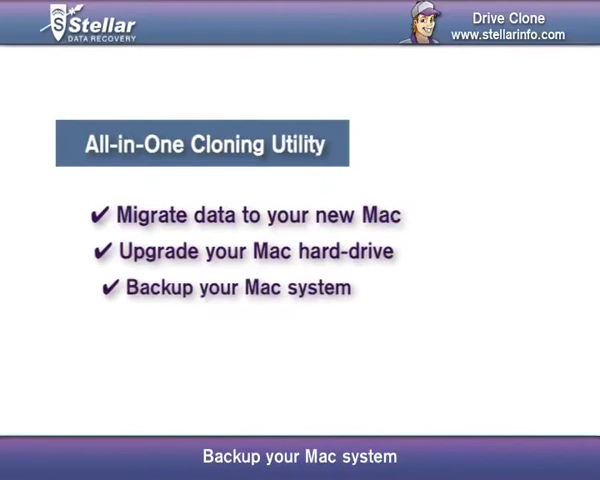 Stellar
DATA RECOVERY
Drive Clone
www.stellarinfo.com
All-in-One Cloning Utility
✔ Migrate data to your new Mac
✔ Upgrade your Mac hard-drive
✔ Backup your Mac system
Backup your Mac system